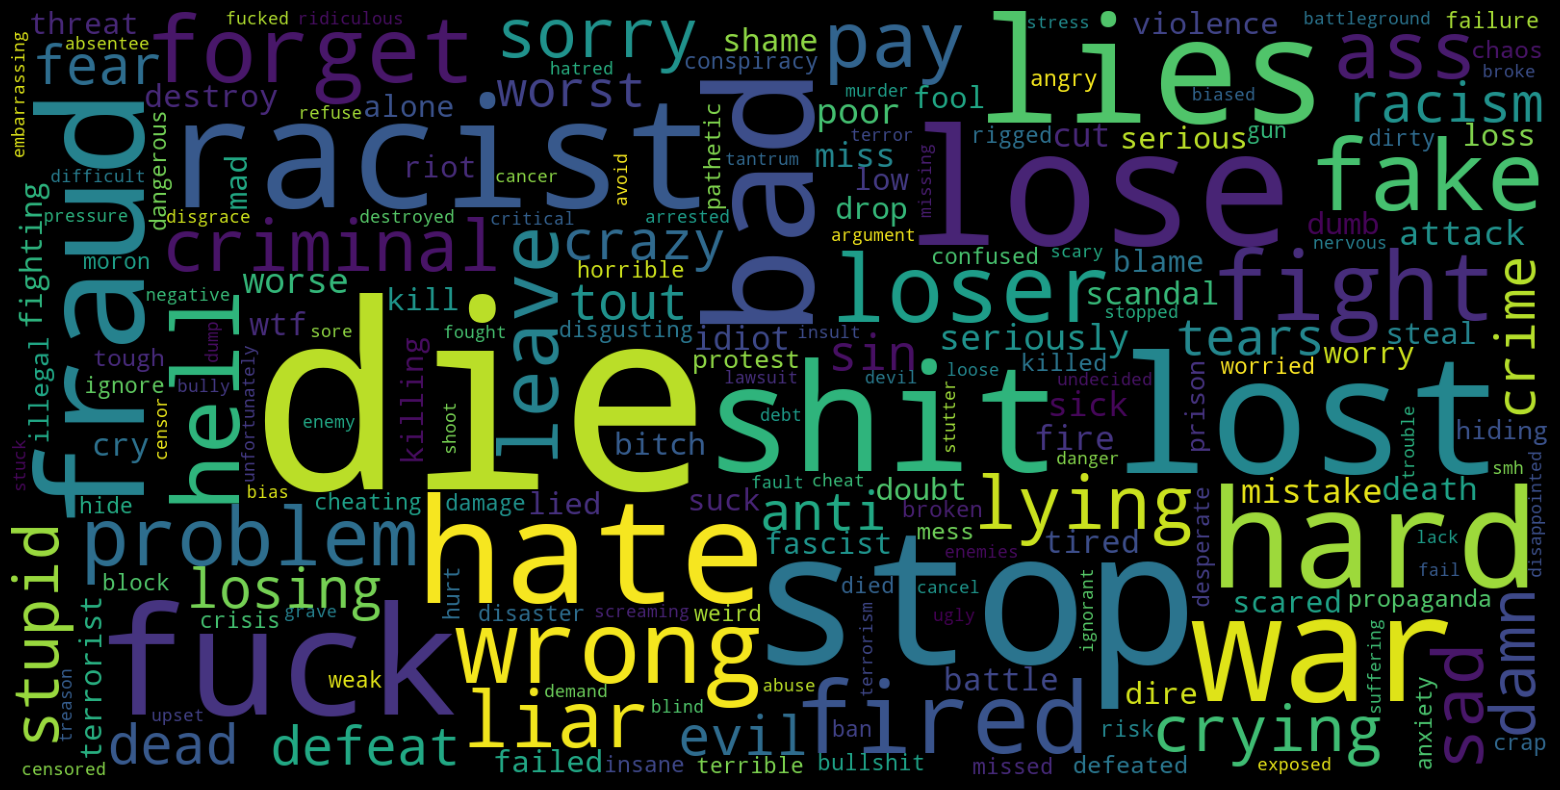 threat
fucked
ridiculous
absentee
forget
sorry
hatred
shame
conspiracy
pay
lies
stress
violence
battleground
failure
ass
chaos
broke
embarrassing
fear
destroy
refuse
alone
worst
bad
murder
fool
angry
biased
racism
fraud
racist
riot
cancer
avoid
pathetic
tantrum
poor
terror
miss
low
missing
rigged
cut
serious
gun
dirty
loss
lose
fake
difficult
dangerous
mad
pressure
disgrace
destroyed
critical
arrested
drop
argument
dumb
nervous
attack
illegal
fighting
moron
criminal
leave
crazy
horrible
loser
confused
scary
blame
fight
negative
worse
kill
tout
scandal
stopped
crime
hell
dump
wtf
sore
fought
disgusting
idiot
insult
seriously
tears
steal
tough
ignore
bully
unfortunately
killing
die
enemy
shoot
protest
lawsuit
sin
devil
loose
killed
undecided
worried
worry
stuck
cry
censor
bitch
shit
debt
stutter
sick
fire
prison
lost
trouble
hiding
hide
bias
cheating
damage
lied
suck
fault
cheat
doubt
danger
mistake
death
smh
disappointed
stupid
problem
hate
anti
broken
mess
lying
tired
desperate
hard
lack
fail
block
losing
hurt
fascist
enemies
died
cancel
crisis
grave
disaster
screaming
weird
stop
ugly
ignorant
scared
propaganda
terrorist
treason
fuck
weak
wrong
demand
abuse
blind
terrorism
battle
dire
war
suffering
sad
damn
upset
dead
defeat
liar
evil
fired
ban
risk
crying
anxiety
crap
censored
failed
insane
terrible
bullshit
missed
defeated
exposed